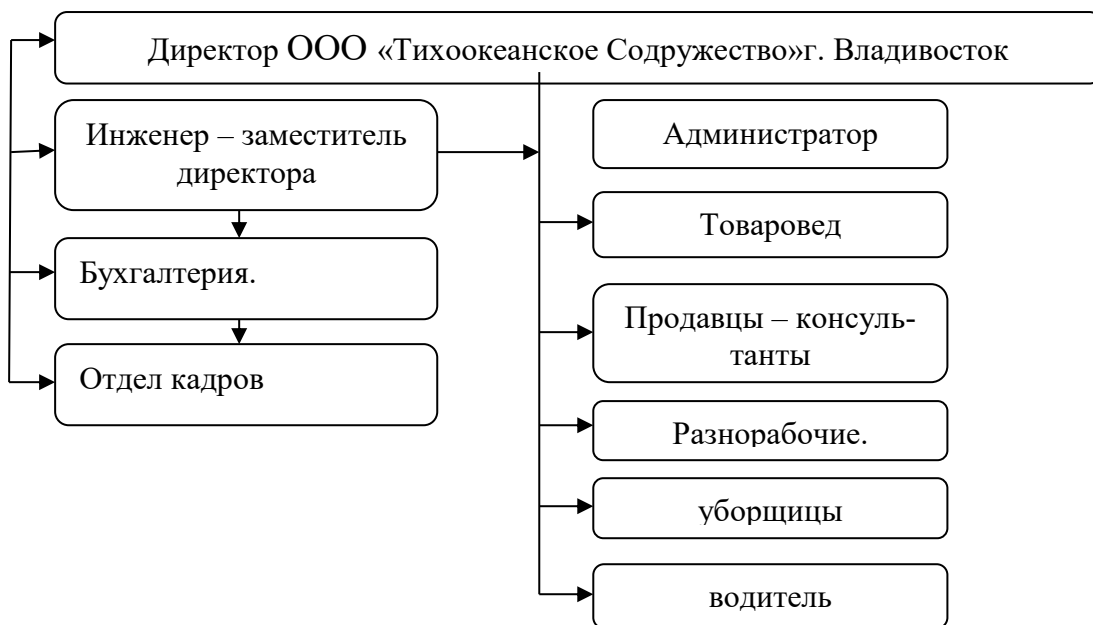 Директор ООО «Тихоокеанское Содружество»г. Владивосток
Инженер – заместитель
директора
Бухгалтерия.
Отдел кадров
Администратор
Товаровед
Продавцы – консуль-
танты
Разнорабочие.
уборщицы
водитель